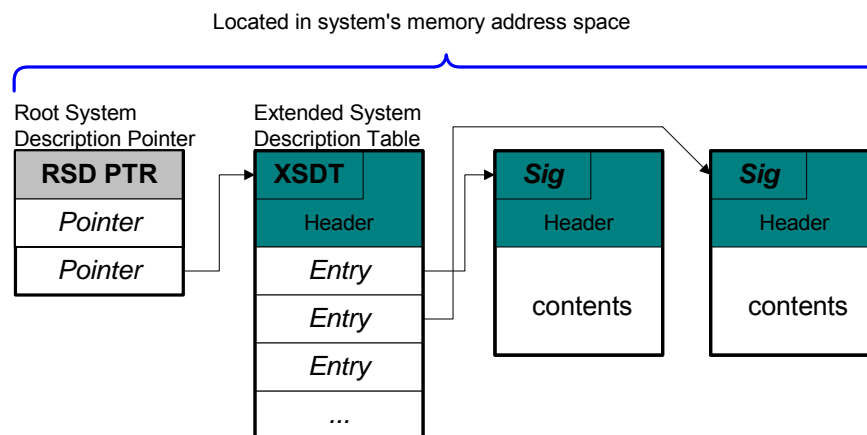 Located in system's memory address space
Root System
Description Pointer
RSD PTR
Pointer
Pointer
Extended System
Description Table
XSDT
Header
Entry
Entry
Entry
...
Sig
Header
contents
Sig
Header
contents